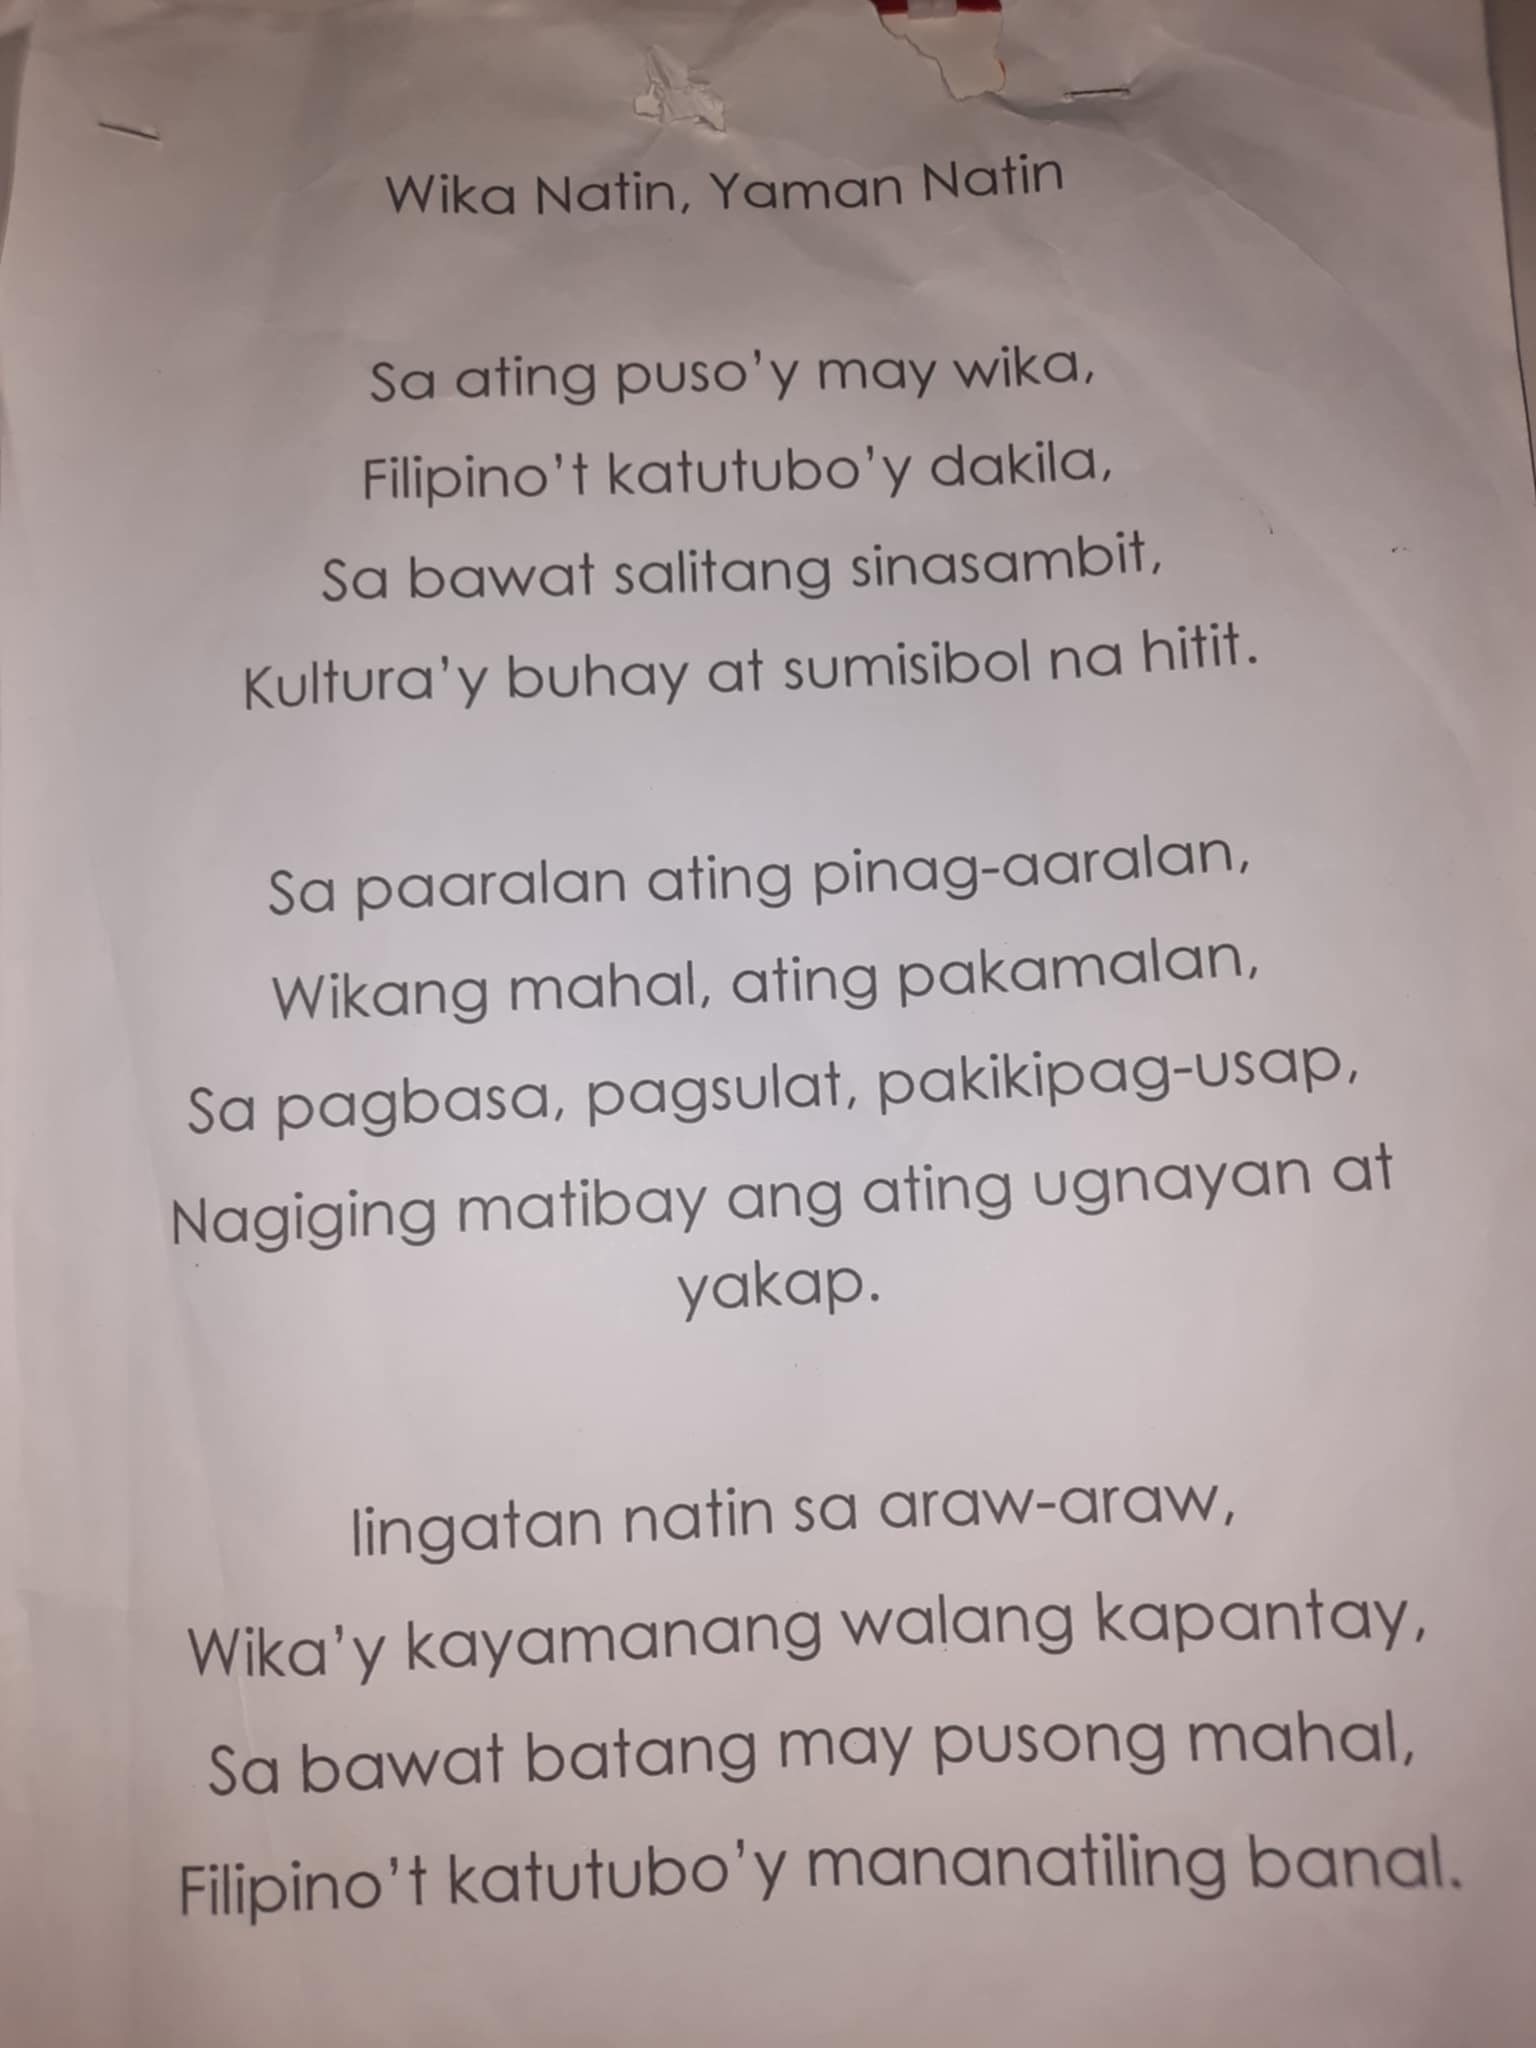 Wika Natin, Yaman Natin
Sa ating puso'y may wika,
Filipino't katutubo'y dakila,
Sa bawat salitang sinasambit,
Kultura'y buhay at sumisibol na hitit.
Sa paaralan ating pinag-aaralan,
Wikang mahal, ating pakamalan,
Sa pagbasa, pagsulat, pakikipag-usap,
Nagiging matibay ang ating ugnayan at
yakap.
Iingatan natin sa araw-araw,
Wika'y kayamanang walang kapantay,
Sa bawat batang may pusong mahal,
Filipino't katutubo'y mananatiling banal.